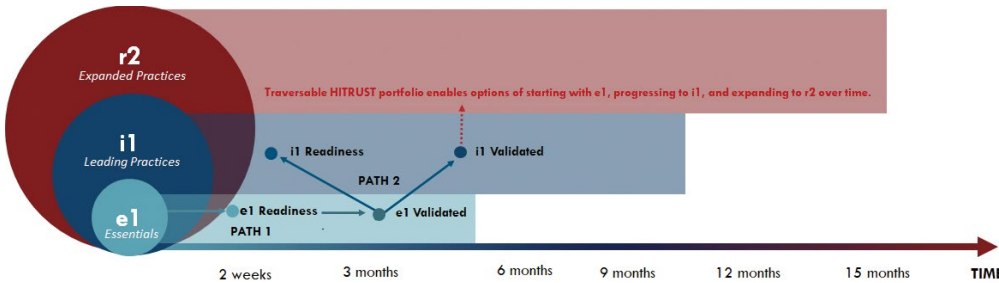 r2
Expanded Practices
Traversable HITRUST portfolio enables options of starting with e1, progressing to i1, and expanding to r2 over time.
i1
Leading Practices
i1 Readiness
i1 Validated
PATH 2
e1
Essentials
e1 Readiness
e1 Validated
PATH 1
2 weeks
3 months
6 months
9 months
12 months
15 months
TIME